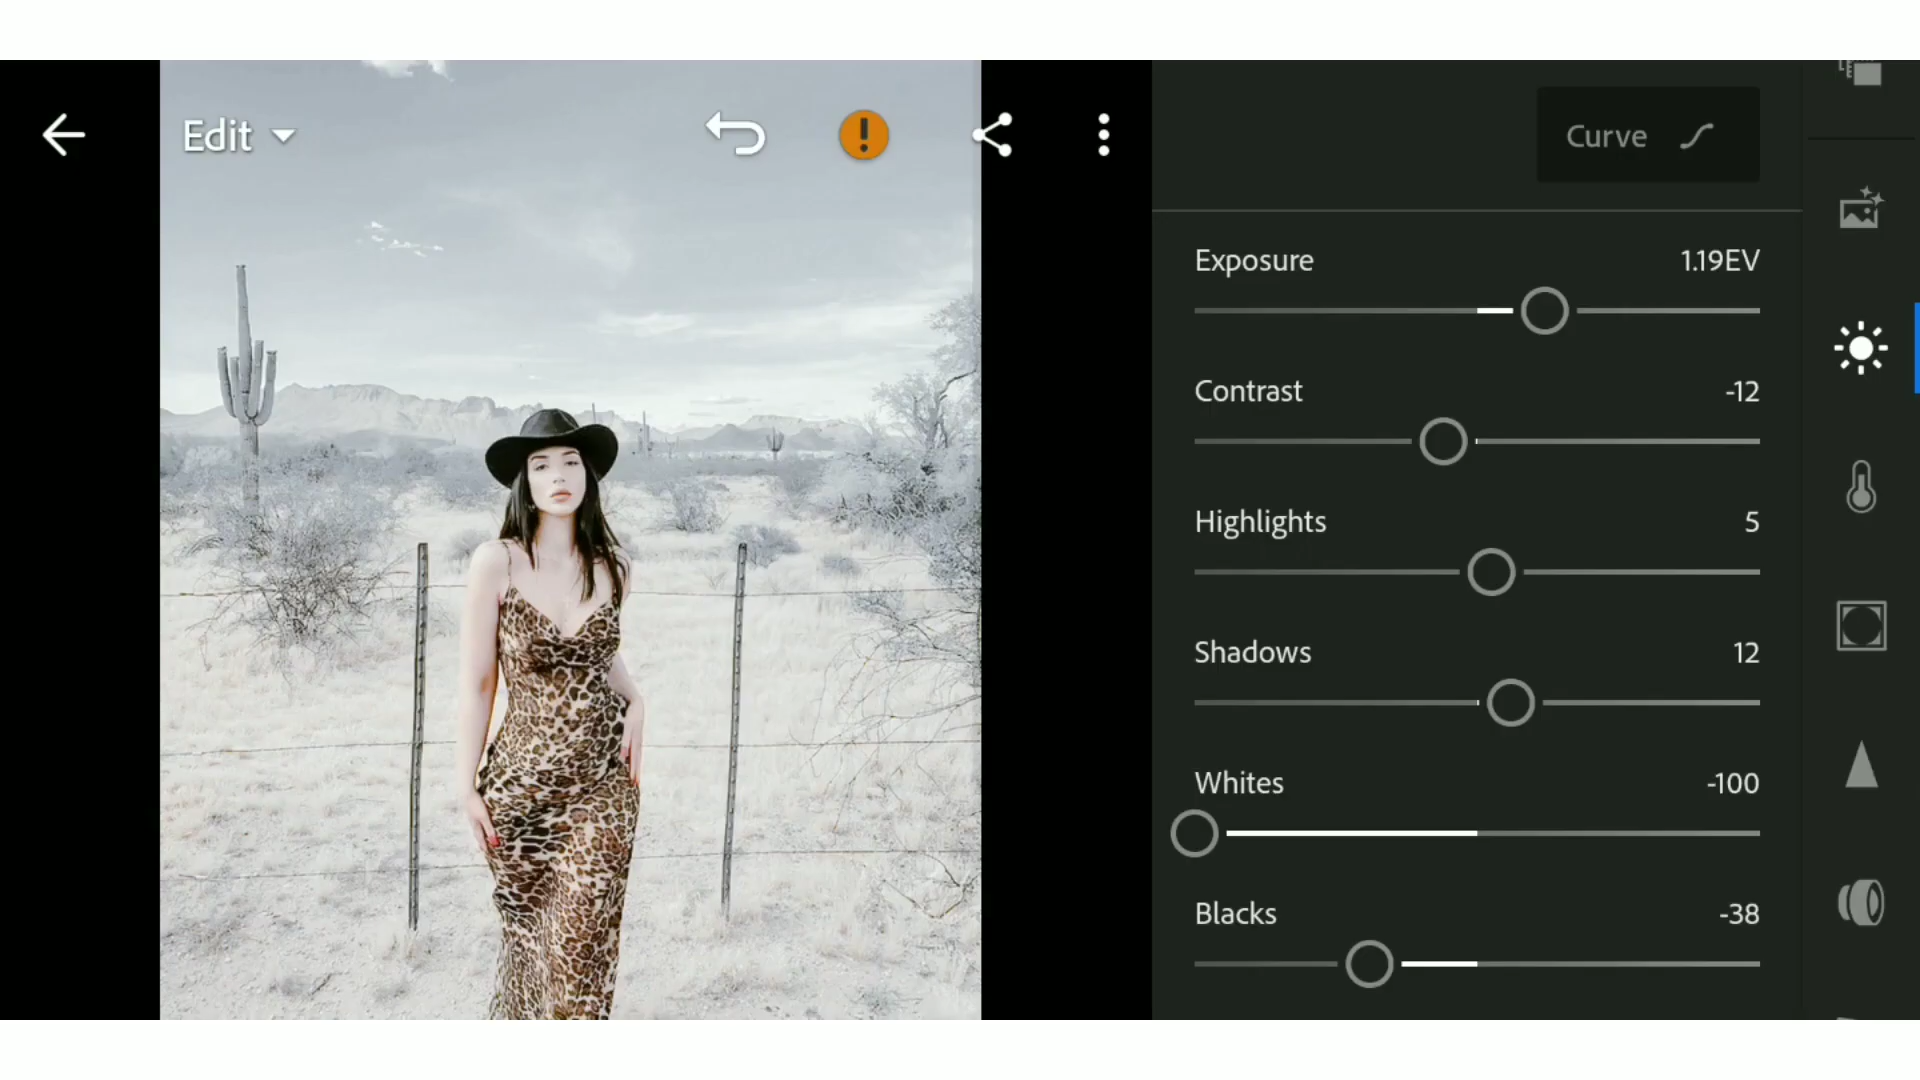 Edit
Curve
Exposure 1.19EV
Contrast -12
Highlights 5
Shadows 12
Whites -100
Blacks -38